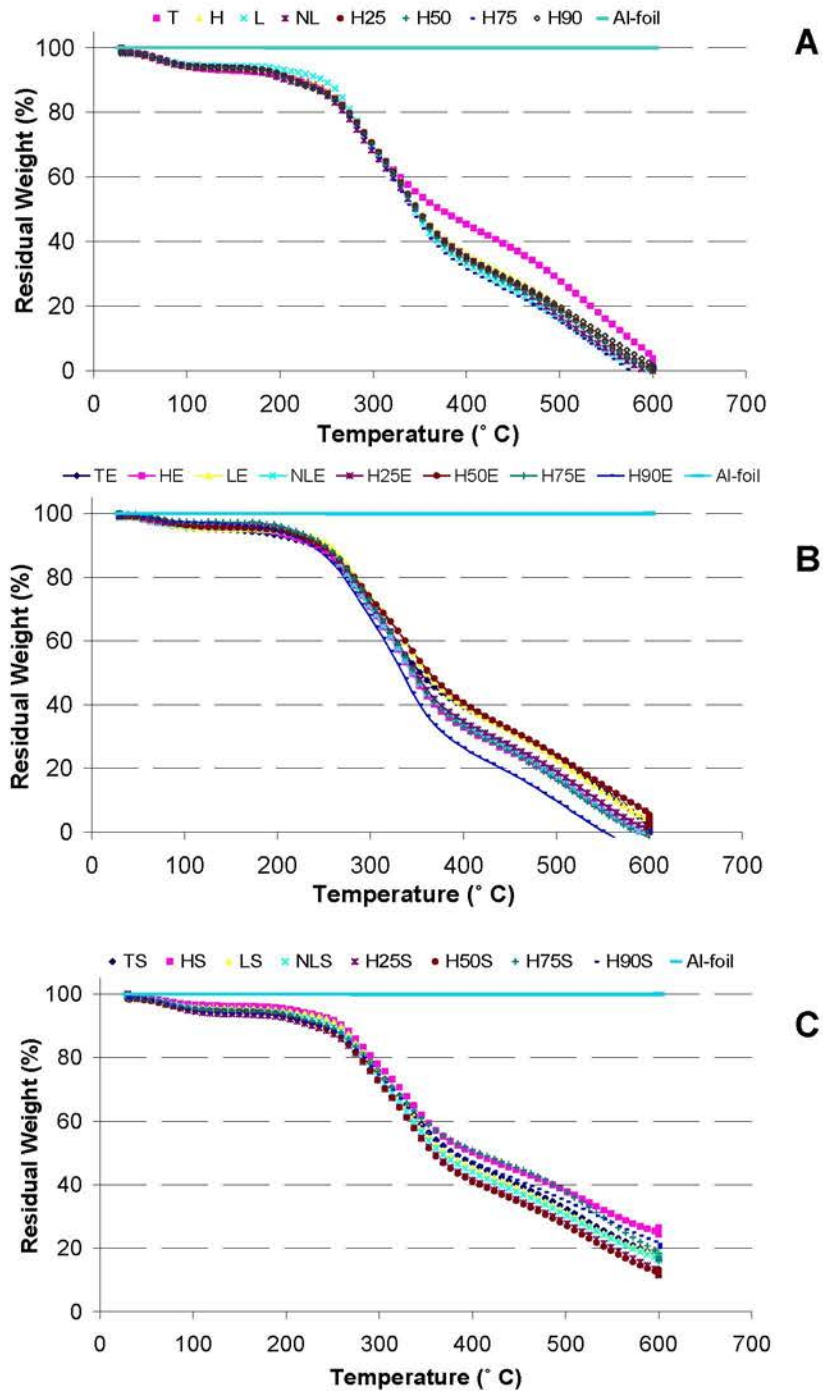 T H L NL H25 H50 H75 H90 Al-foil
A
100
80
60
40
20
0
Residual Weight (%)
0 100 200 300 400 500 600 700
Temperature (° C)
TE HE LE NLE H25E H50E H75E H90E Al-foil
B
100
80
60
40
20
0
Residual Weight (%)
0 100 200 300 400 500 600 700
Temperature (° C)
TS HS LS NLS H25S H50S H75S H90S Al-foil
C
100
80
60
40
20
0
Residual Weight (%)
0 100 200 300 400 500 600 700
Temperature (° C)